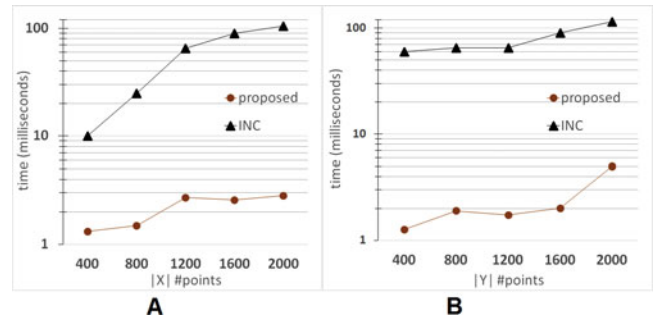 100
10
1
time (milliseconds)
proposed
INC
400 800 1200 1600 2000
|X| #points
A
100
10
1
time (milliseconds)
proposed
INC
400 800 1200 1600 2000
|Y| #points
B